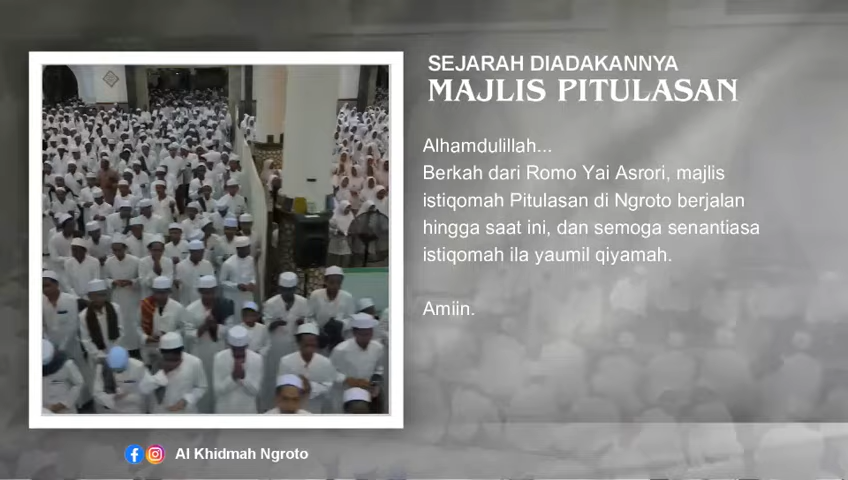 SEJARAH DIADAKANNYA
MAJLIS PITULASAN
Alhamdulillah...
Berkah dari Romo Yai Asrori, majlis
istiqomah Pitulasan di Ngroto berjalan
hingga saat ini, dan semoga senantiasa
istiqomah ila yaumil qiyamah.
Amiin.
Al Khidmah Ngroto